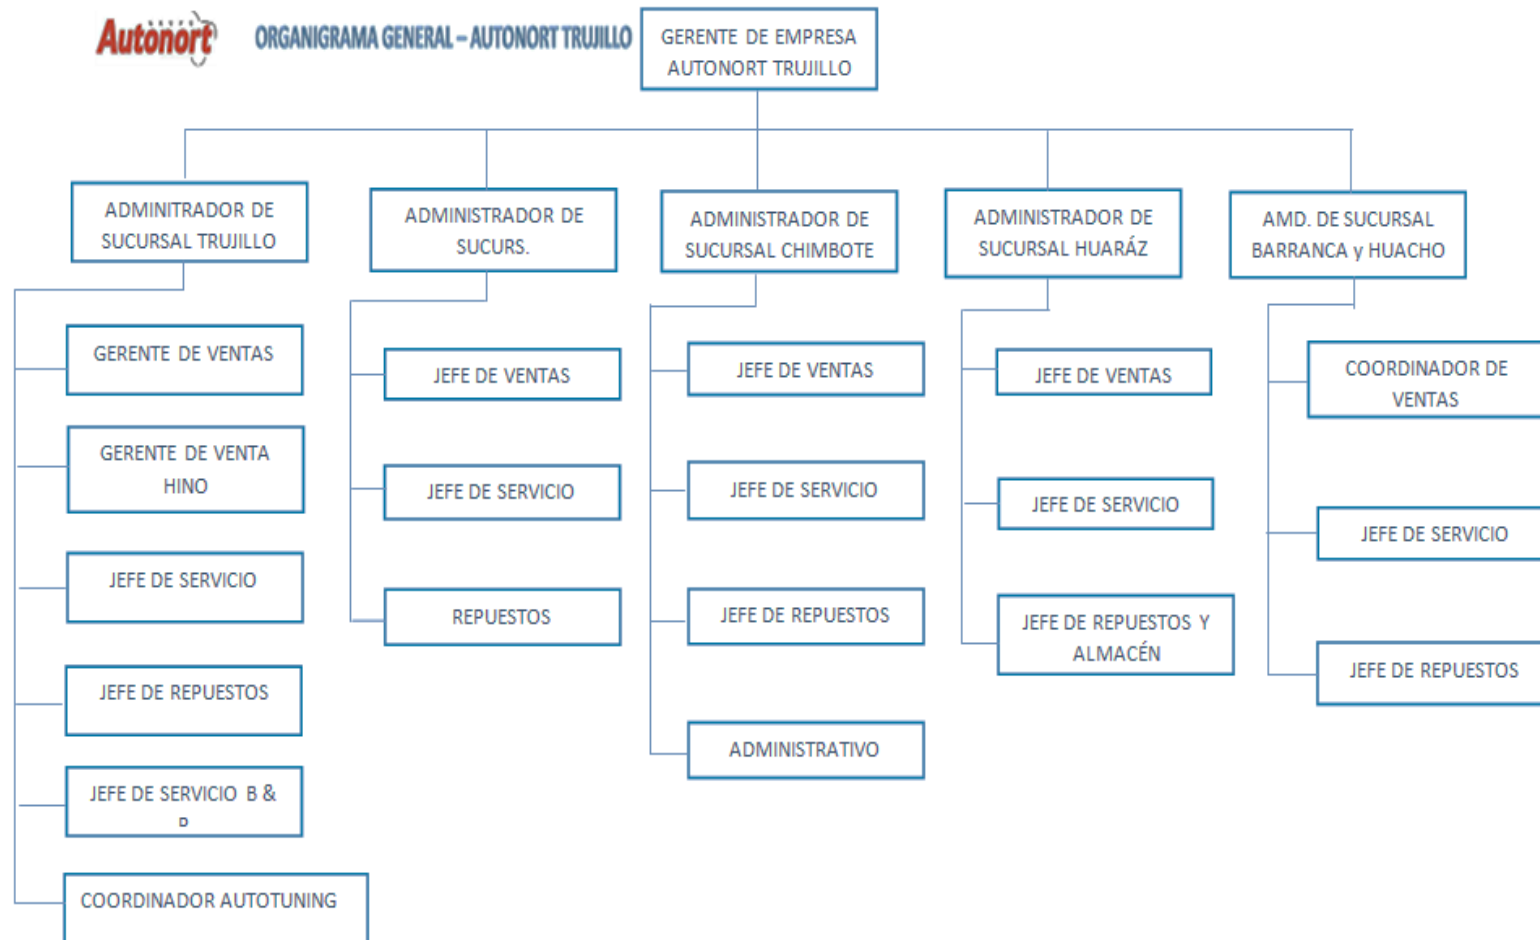 Autonort
ORGANIGRAMA GENERAL – AUTONORT TRUJILLO
GERENTE DE EMPRESA
AUTONORT TRUJILLO
ADMINITRADOR DE
SUCURSAL TRUJILLO
ADMINISTRADOR DE
SUCURS.
ADMINISTRADOR DE
SUCURSAL CHIMBOTE
ADMINISTRADOR DE
SUCURSAL HUARÁZ
AMD. DE SUCURSAL
BARRANCA y HUACHO
GERENTE DE VENTAS
GERENTE DE VENTA
HINO
JEFE DE SERVICIO
JEFE DE REPUESTOS
JEFE DE SERVICIO B &
P
COORDINADOR AUTOTUNING
JEFE DE VENTAS
JEFE DE SERVICIO
REPUESTOS
JEFE DE VENTAS
JEFE DE SERVICIO
JEFE DE REPUESTOS
ADMINISTRATIVO
JEFE DE VENTAS
JEFE DE SERVICIO
JEFE DE REPUESTOS Y
ALMACÉN
COORDINADOR DE
VENTAS
JEFE DE SERVICIO
JEFE DE REPUESTOS